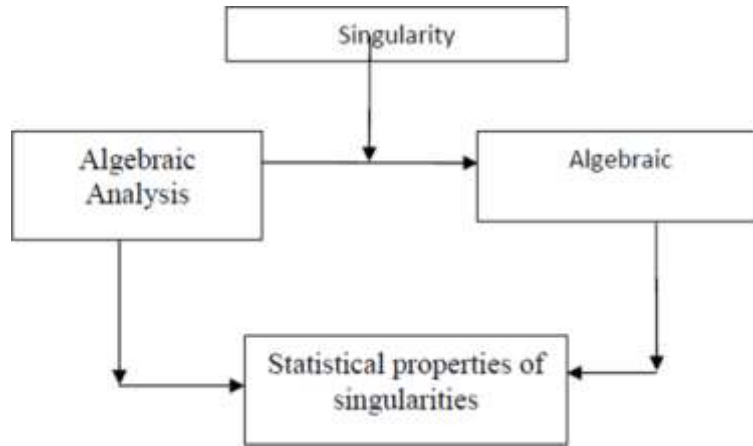 Singularity
Algebraic
Analysis
Algebraic
Statistical properties of
singularities